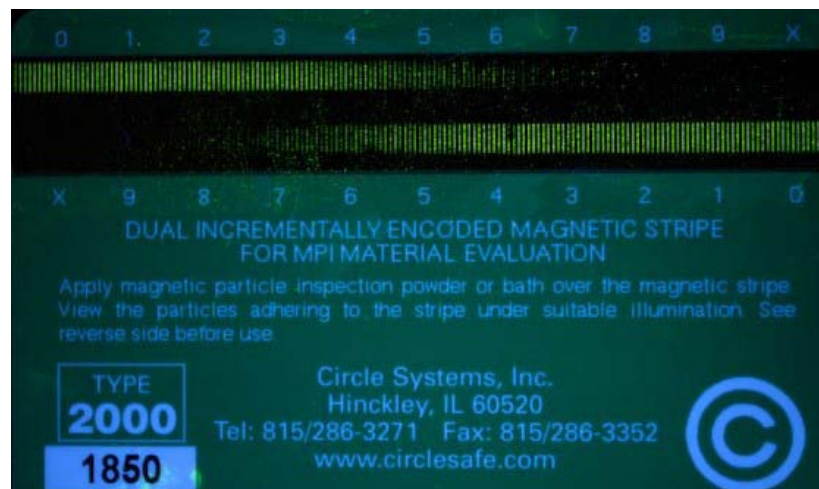 0 1 2 3 4 5 6 7 8 9 X
X 9 8 7 6 5 4 3 2 1 0
DUAL INCREMENTALLY ENCODED MAGNETIC STRIPE
FOR MPI MATERIAL EVALUATION
Apply magnetic particle inspection powder or bath over the magnetic stripe.
View the particles adhering to the stripe under suitable illumination. See
reverse side before use.
TYPE
2000
1850
Circle Systems, Inc.
Hinckley, IL 60520
Tel: 815/286-3271 Fax: 815/286-3352
www.circlesafe.com
©